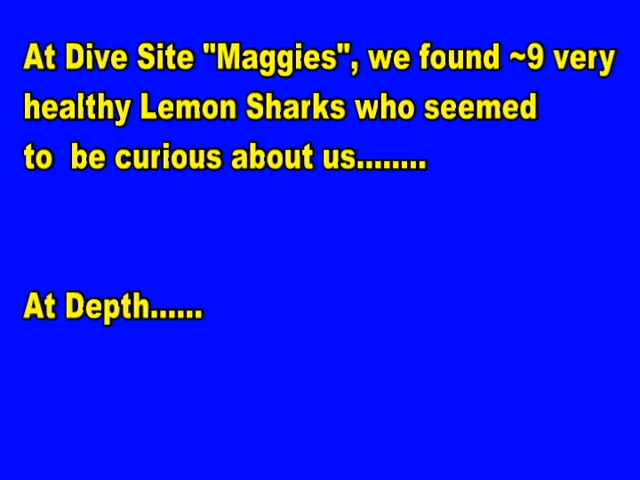 At Dive Site "Maggies", we found ~9 very
healthy Lemon Sharks who seemed
to  be curious about us........
At Depth......